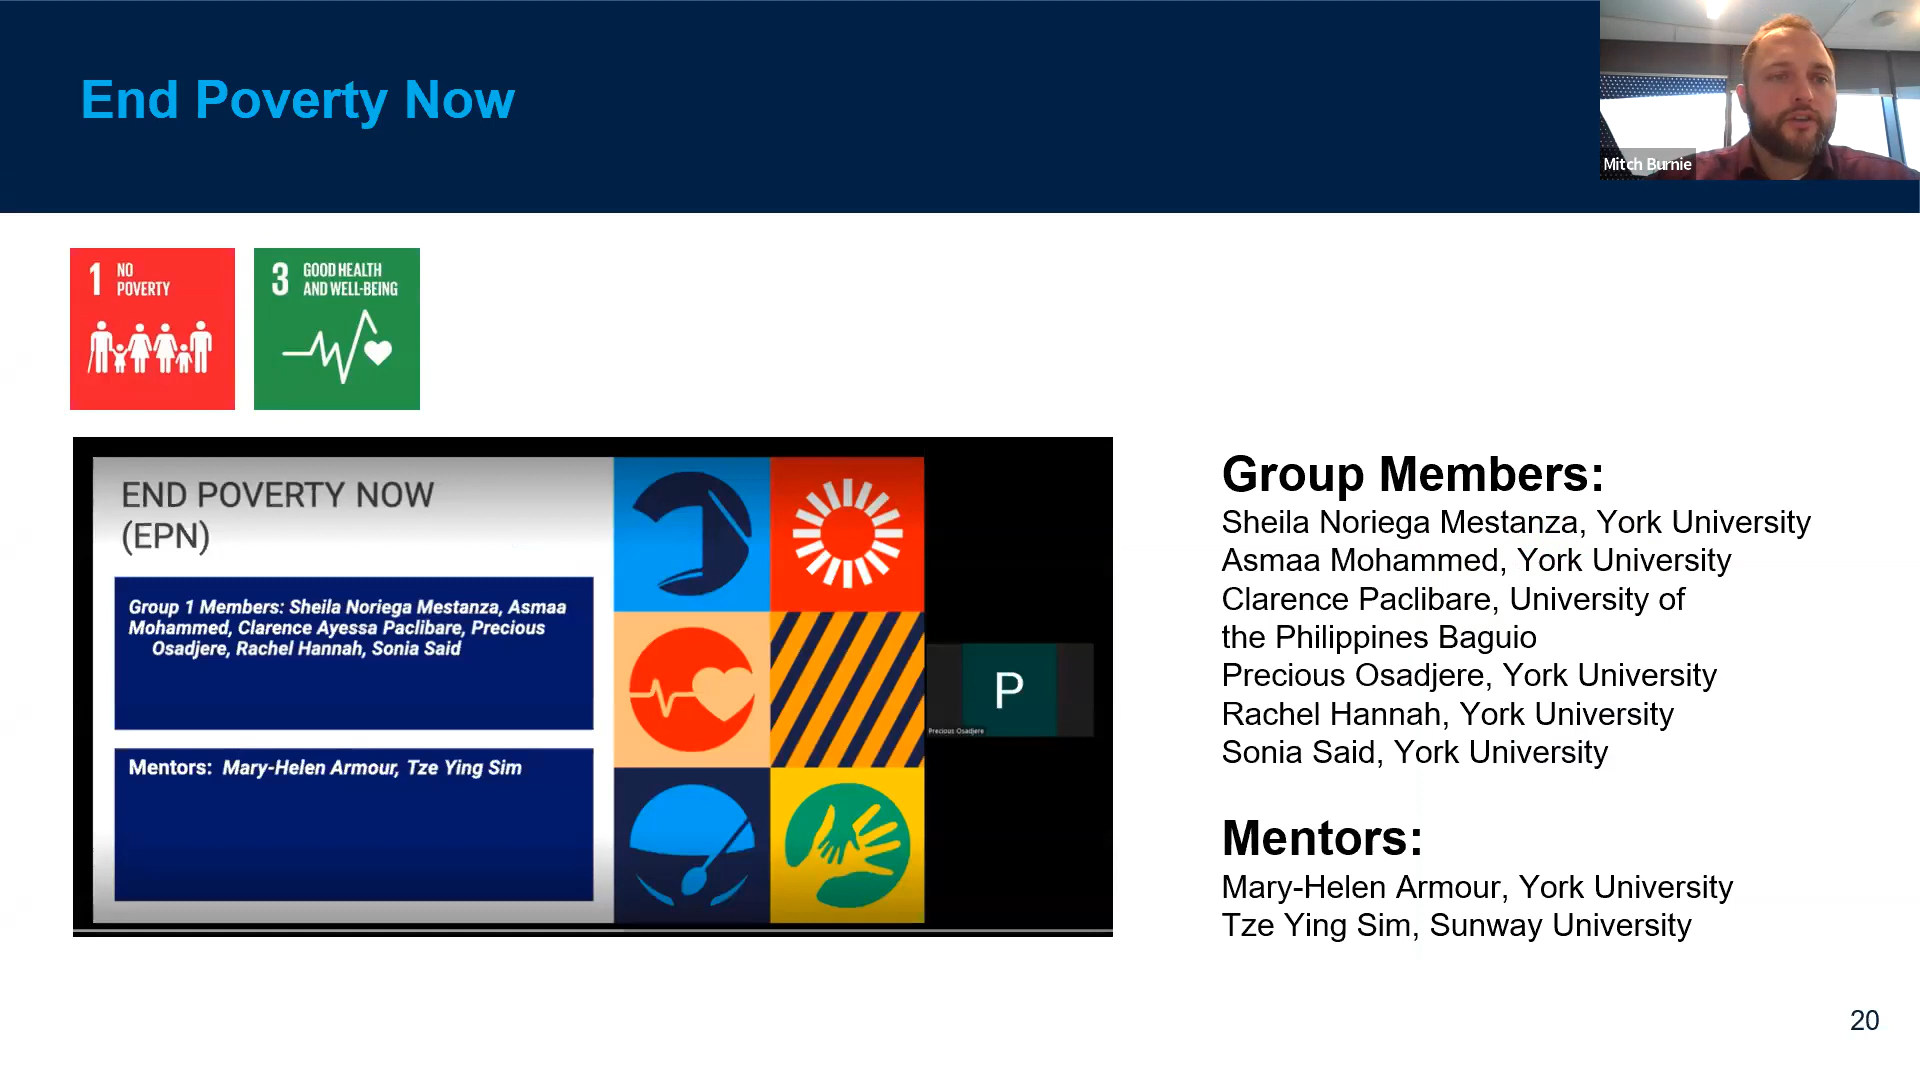 End Poverty Now
Mitch Burnie
1 NO
POVERTY
3 GOOD HEALTH
AND WELL-BEING
END POVERTY NOW
(EPN)
Group 1 Members: Sheila Noriega Mestanza, Asmaa
Mohammed, Clarence Ayessa Paclibare, Precious
Osadjere, Rachel Hannah, Sonia Said
Mentors: Mary-Helen Armour, Tze Ying Sim
P
Precious Osadjere
Group Members:
Sheila Noriega Mestanza, York University
Asmaa Mohammed, York University
Clarence Paclibare, University of
the Philippines Baguio
Precious Osadjere, York University
Rachel Hannah, York University
Sonia Said, York University
Mentors:
Mary-Helen Armour, York University
Tze Ying Sim, Sunway University
20